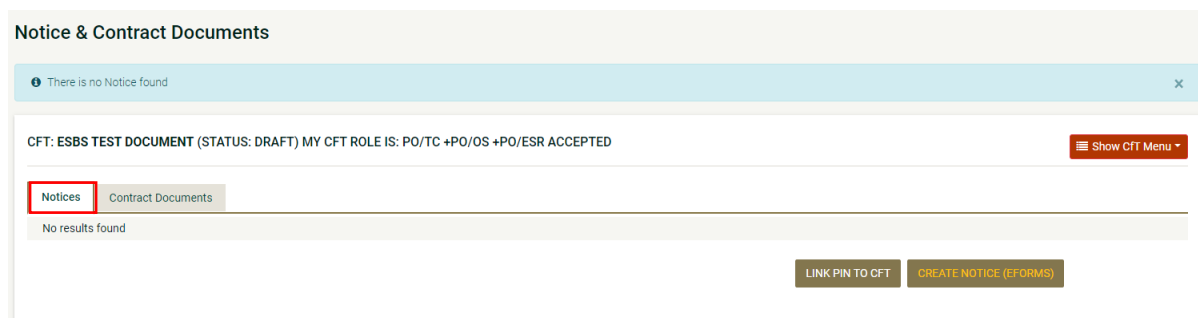 Notice & Contract Documents
There is no Notice found
CFT: ESBS TEST DOCUMENT (STATUS: DRAFT) MY CFT ROLE IS: PO/TC +PO/OS +PO/ESR ACCEPTED
Show CfT Menu
Notices Contract Documents
No results found
LINK PIN TO CFT CREATE NOTICE (EFORMS)